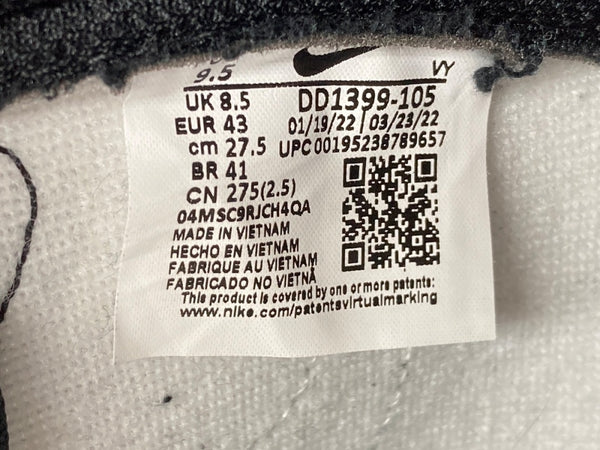 9.5 VY
UK 8.5 DD1399-105
EUR 43 01/19/22 | 03/23/22
cm 27.5 UPC00195238789657
BR 41
CN 275(2.5)
04MSC9RJCH4QA
MADE IN VIETNAM
HECHO EN VIETNAM
FABRIQUE AU VIETNAM
FABRICADO NO VIETNÃ
This product is covered by one or more patents:
www.nike.com/patentsvirtualmarking